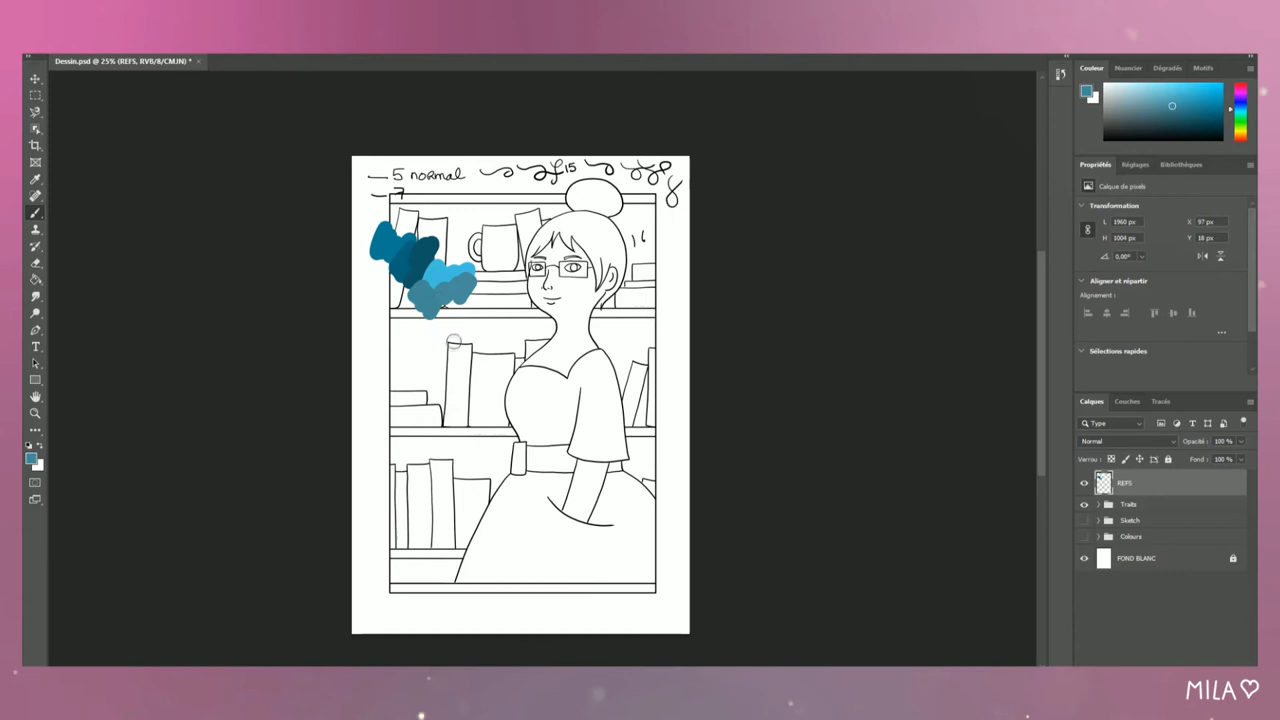 Dessin.psd @ 25% (REFS, RVB/8/CMJN) * ×
Couleur Nuancier Dégradés Motifs
Propriétés Réglages Bibliothèques
Calque de pixels
Transformation
L 1960 px X 97 px
H 1004 px Y 18 px
0,00°
Aligner et répartir
Alignement :
Sélections rapides
Calques Couches Tracés
Type
Normal Opacité : 100 %
Verrou : Fond : 100 %
REFS
Traits
Sketch
Colours
FOND BLANC
5 normal 15
7
16
MILA